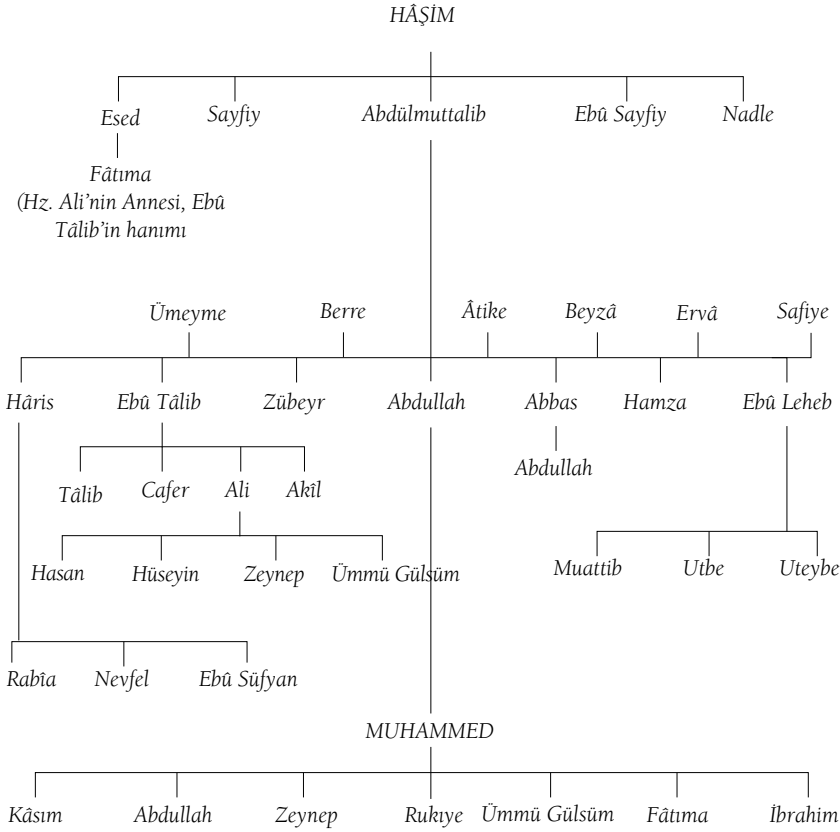 HÂŞİM
Esed Sayfiy Abdülmuttalib Ebû Sayfiy Nadle
Fâtıma
(Hz. Ali’nin Annesi, Ebû
Tâlib’in hanımı
Ümeyme Berre Âtike Beyzâ Ervâ Safiye
Hâris Ebû Tâlib Zübeyr Abdullah Abbas Hamza Ebû Leheb
Abdullah
Tâlib Cafer Ali Akîl
Hasan Hüseyin Zeynep Ümmü Gülsüm
Muattib Utbe Uteybe
Rabîa Nevfel Ebû Süfyan
MUHAMMED
Kâsım Abdullah Zeynep Rukıye Ümmü Gülsüm Fâtıma İbrahim